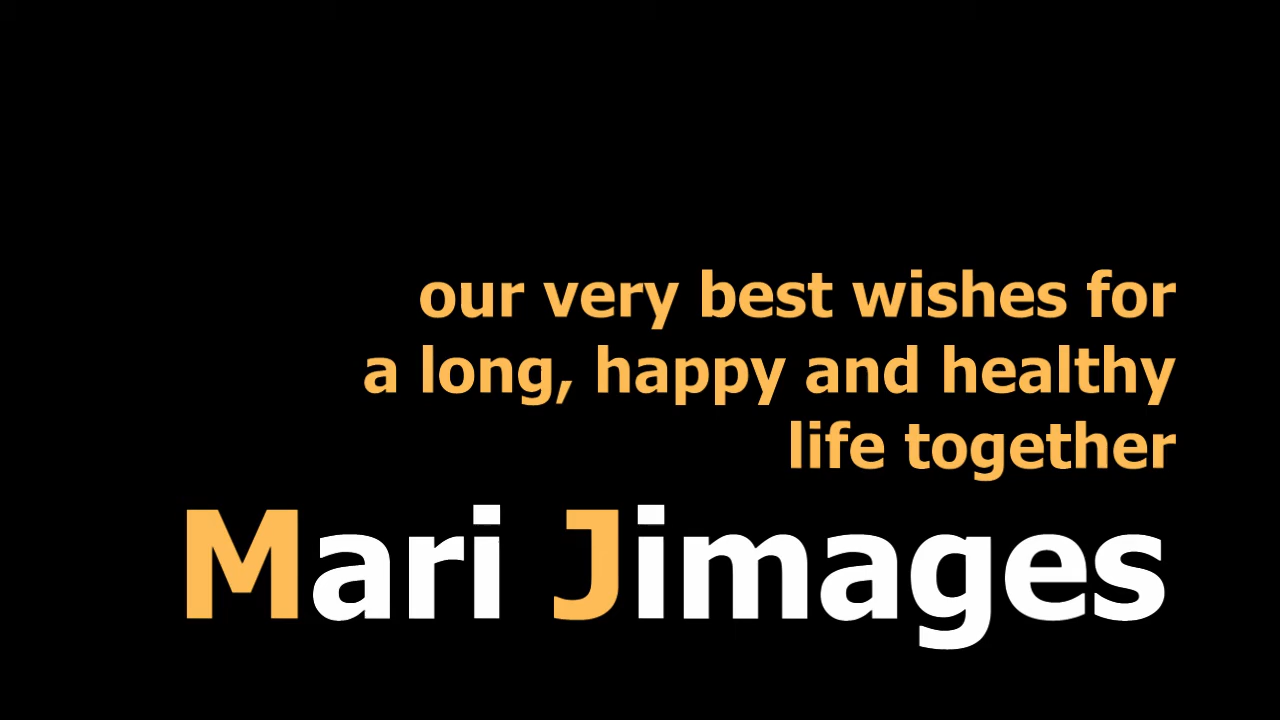 our very best wishes for
a long, happy and healthy
life together
Mari Jimages